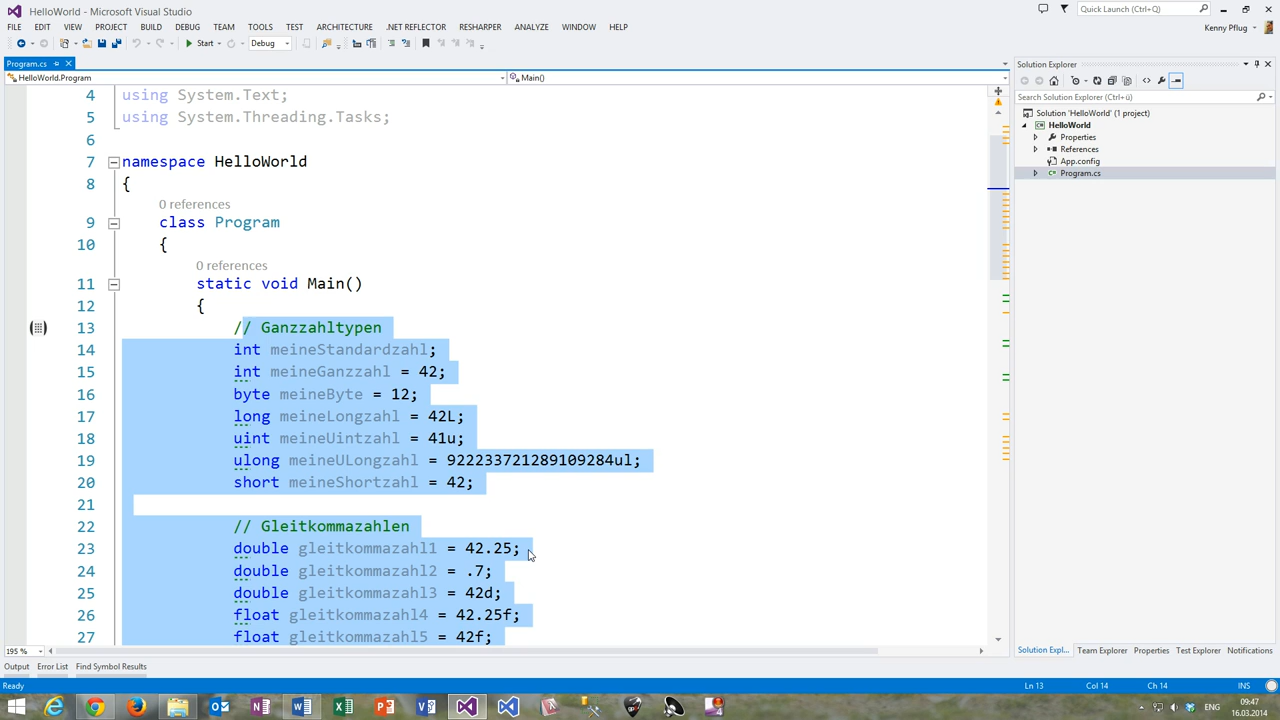 HelloWorld - Microsoft Visual Studio
Quick Launch (Ctrl+Q)
FILE EDIT VIEW PROJECT BUILD DEBUG TEAM TOOLS TEST ARCHITECTURE .NET REFLECTOR RESHARPER ANALYZE WINDOW HELP
Kenny Pflug
Start Debug
Program.cs
HelloWorld.Program
Main()
4 using System.Text;
5 using System.Threading.Tasks;
6
7 namespace HelloWorld
8 {
0 references
9 class Program
10 {
0 references
11 static void Main()
12 {
13 // Ganzzahltypen
14 int meineStandardzahl;
15 int meineGanzzahl = 42;
16 byte meineByte = 12;
17 long meineLongzahl = 42L;
18 uint meineUintzahl = 41u;
19 ulong meineULongzahl = 922233721289109284ul;
20 short meineShortzahl = 42;
21
22 // Gleitkommazahlen
23 double gleitkommazahl1 = 42.25;
24 double gleitkommazahl2 = .7;
25 double gleitkommazahl3 = 42d;
26 float gleitkommazahl4 = 42.25f;
27 float gleitkommazahl5 = 42f;
195 %
Solution Explorer
Search Solution Explorer (Ctrl+ü)
Solution 'HelloWorld' (1 project)
HelloWorld
Properties
References
App.config
Program.cs
Solution Expl... Team Explorer Properties Test Explorer Notifications
Output Error List Find Symbol Results
Ready Ln 13 Col 14 Ch 14 INS
ENG
09:47
16.03.2014